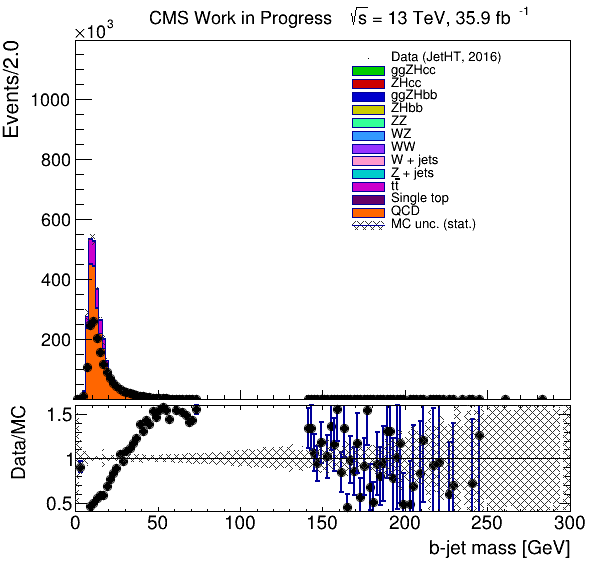 CMS Work in Progress √s = 13 TeV, 35.9 fb -1
×10³
Events/2.0
1000
800
600
400
200
Data (JetHT, 2016)
ggZHcc
ZHcc
ggZHbb
ZHbb
ZZ
WZ
WW
W + jets
Z + jets
tt̅
Single top
QCD
MC unc. (stat.)
Data/MC
1.5
1
0.5
0 50 100 150 200 250 300
b-jet mass [GeV]